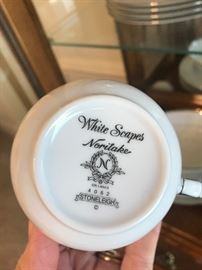 White Scapes
Noritake
N
SRI LANKA
4062
STONELEIGH
©